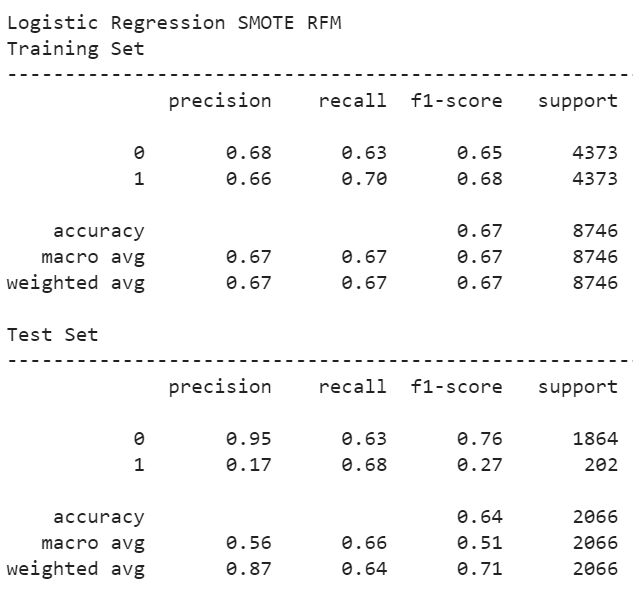 Logistic Regression SMOTE RFM
Training Set
------------------------------------------------------
precision recall f1-score support
0 0.68 0.63 0.65 4373
1 0.66 0.70 0.68 4373
accuracy 0.67 8746
macro avg 0.67 0.67 0.67 8746
weighted avg 0.67 0.67 0.67 8746
Test Set
------------------------------------------------------
precision recall f1-score support
0 0.95 0.63 0.76 1864
1 0.17 0.68 0.27 202
accuracy 0.64 2066
macro avg 0.56 0.66 0.51 2066
weighted avg 0.87 0.64 0.71 2066